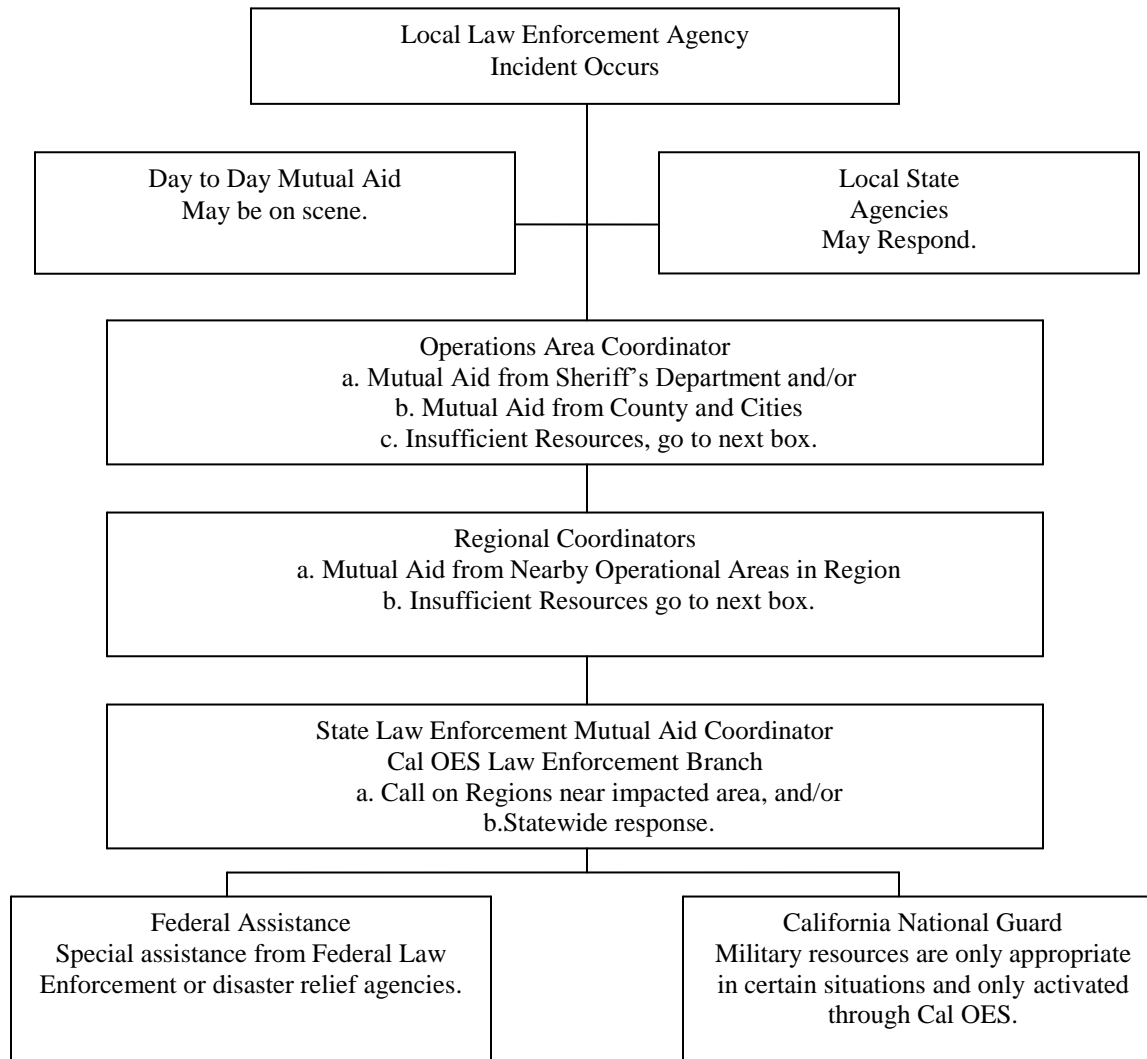 Local Law Enforcement Agency
Incident Occurs
Day to Day Mutual Aid
May be on scene.
Local State
Agencies
May Respond.
Operations Area Coordinator
a. Mutual Aid from Sheriff’s Department and/or
b. Mutual Aid from County and Cities
c. Insufficient Resources, go to next box.
Regional Coordinators
a. Mutual Aid from Nearby Operational Areas in Region
b. Insufficient Resources go to next box.
State Law Enforcement Mutual Aid Coordinator
Cal OES Law Enforcement Branch
a. Call on Regions near impacted area, and/or
b.Statewide response.
Federal Assistance
Special assistance from Federal Law
Enforcement or disaster relief agencies.
California National Guard
Military resources are only appropriate
in certain situations and only activated
through Cal OES.